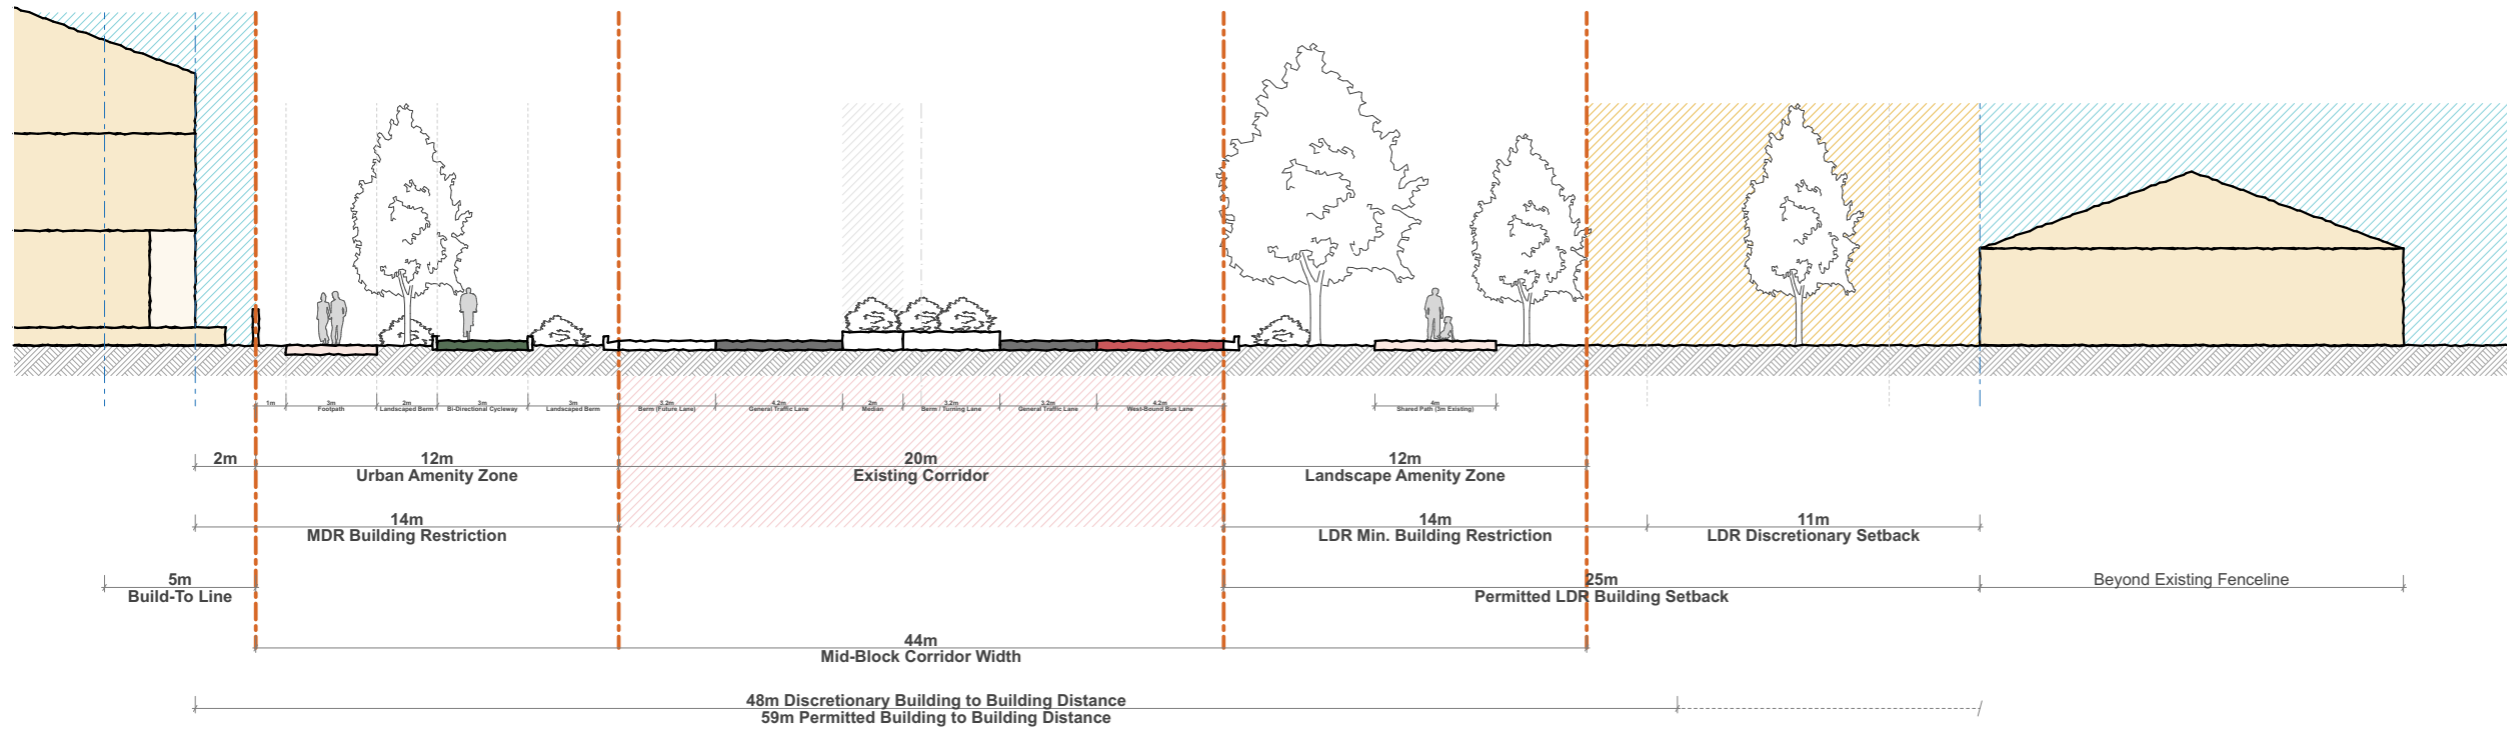 1m
3m
Footpath
2m
Landscaped Berm
3m
Bi-Directional Cycleway
3m
Landscaped Berm
3.2m
Berm (Future Lane)
4.2m
General Traffic Lane
2m
Median
3.2m
Berm / Turning Lane
3.2m
General Traffic Lane
4.2m
West-Bound Bus Lane
4m
Shared Path (3m Existing)
2m
12m
Urban Amenity Zone
20m
Existing Corridor
12m
Landscape Amenity Zone
14m
MDR Building Restriction
14m
LDR Min. Building Restriction
11m
LDR Discretionary Setback
5m
Build-To Line
25m
Permitted LDR Building Setback
Beyond Existing Fenceline
44m
Mid-Block Corridor Width
48m Discretionary Building to Building Distance
59m Permitted Building to Building Distance